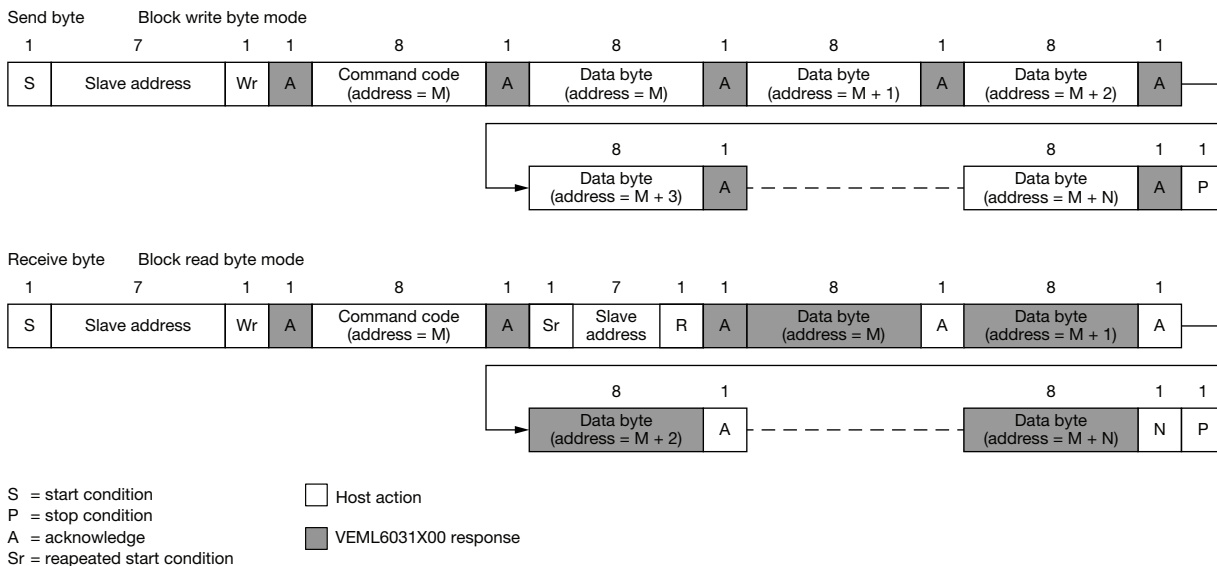 Send byte Block write byte mode
1 7 1 1 8 1 8 1 8 1 8 1
S Slave address Wr A Command code (address = M) A Data byte (address = M) A Data byte (address = M + 1) A Data byte (address = M + 2) A
8 1 8 1 1
Data byte (address = M + 3) A Data byte (address = M + N) A P
Receive byte Block read byte mode
1 7 1 1 8 1 1 7 1 1 8 1 8 1
S Slave address Wr A Command code (address = M) A Sr Slave address R A Data byte (address = M) A Data byte (address = M + 1) A
8 1 8 1 1
Data byte (address = M + 2) A Data byte (address = M + N) N P
S = start condition
P = stop condition
A = acknowledge
Sr = reapeated start condition
Host action
VEML6031X00 response